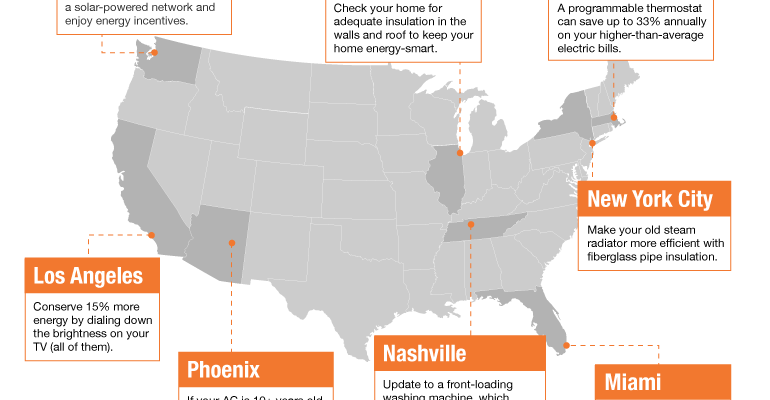 a solar-powered network and
enjoy energy incentives.
Check your home for
adequate insulation in the
walls and roof to keep your
home energy-smart.
A programmable thermostat
can save up to 33% annually
on your higher-than-average
electric bills.
New York City
Make your old steam
radiator more efficient with
fiberglass pipe insulation.
Los Angeles
Conserve 15% more
energy by dialing down
the brightness on your
TV (all of them).
Phoenix
If your AC is 10+ years old
Nashville
Update to a front-loading
washing machine, which
Miami